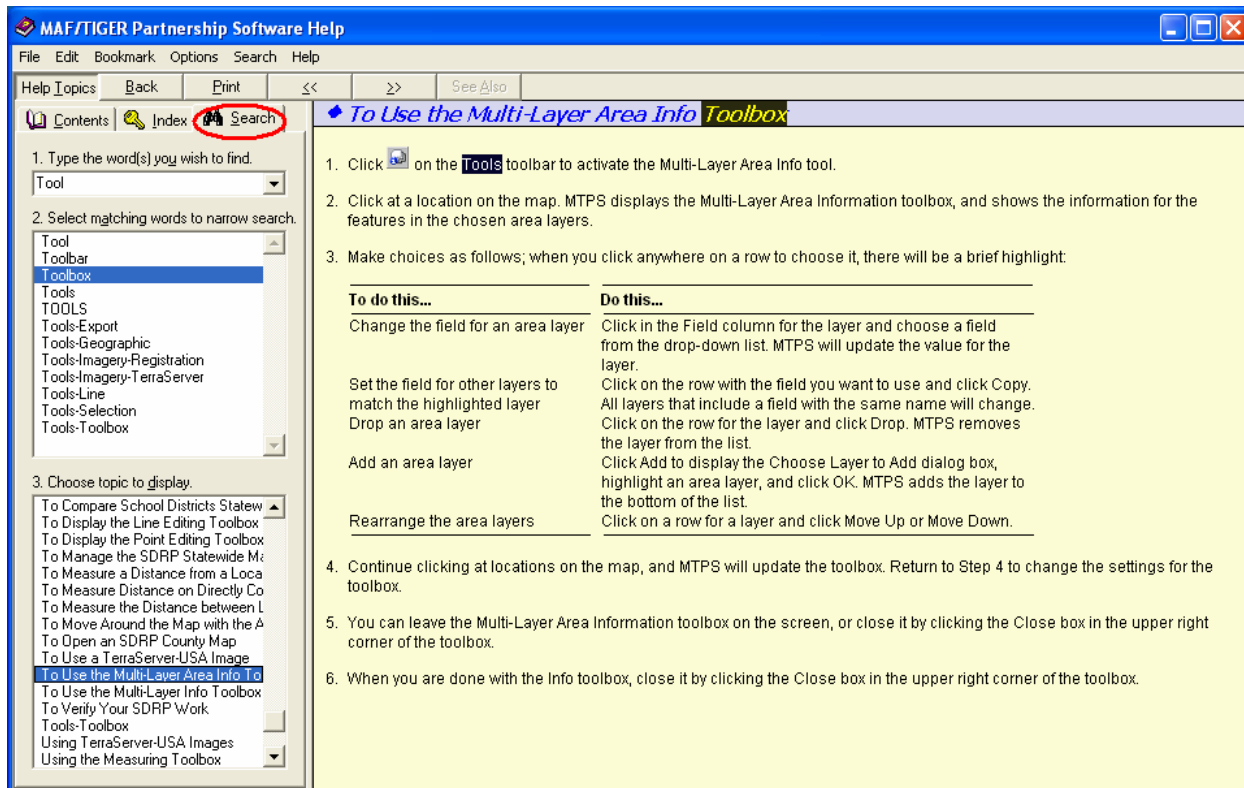 MAF/TIGER Partnership Software Help
File Edit Bookmark Options Search Help
Help Topics Back Print << >> See Also
Contents Index Search
1. Type the word(s) you wish to find.
Tool
2. Select matching words to narrow search.
Tool
Toolbar
Toolbox
Tools
TOOLS
Tools-Export
Tools-Geographic
Tools-Imagery-Registration
Tools-Imagery-TerraServer
Tools-Line
Tools-Selection
Tools-Toolbox
3. Choose topic to display.
To Compare School Districts Statew
To Display the Line Editing Toolbox
To Display the Point Editing Toolbox
To Manage the SDRP Statewide Ma
To Measure a Distance from a Loca
To Measure Distance on Directly Co
To Measure the Distance between L
To Move Around the Map with the A
To Open an SDRP County Map
To Use a TerraServer-USA Image
To Use the Multi-Layer Area Info To
To Use the Multi-Layer Info Toolbox
To Verify Your SDRP Work
Tools-Toolbox
Using TerraServer-USA Images
Using the Measuring Toolbox
To Use the Multi-Layer Area Info Toolbox
1. Click on the Tools toolbar to activate the Multi-Layer Area Info tool.
2. Click at a location on the map. MTPS displays the Multi-Layer Area Information toolbox, and shows the information for the
features in the chosen area layers.
3. Make choices as follows; when you click anywhere on a row to choose it, there will be a brief highlight:
To do this... Do this...
Change the field for an area layer Click in the Field column for the layer and choose a field
from the drop-down list. MTPS will update the value for the
layer.
Set the field for other layers to Click on the row with the field you want to use and click Copy.
match the highlighted layer All layers that include a field with the same name will change.
Drop an area layer Click on the row for the layer and click Drop. MTPS removes
the layer from the list.
Add an area layer Click Add to display the Choose Layer to Add dialog box,
highlight an area layer, and click OK. MTPS adds the layer to
the bottom of the list.
Rearrange the area layers Click on a row for a layer and click Move Up or Move Down.
4. Continue clicking at locations on the map, and MTPS will update the toolbox. Return to Step 4 to change the settings for the
toolbox.
5. You can leave the Multi-Layer Area Information toolbox on the screen, or close it by clicking the Close box in the upper right
corner of the toolbox.
6. When you are done with the Info toolbox, close it by clicking the Close box in the upper right corner of the toolbox.